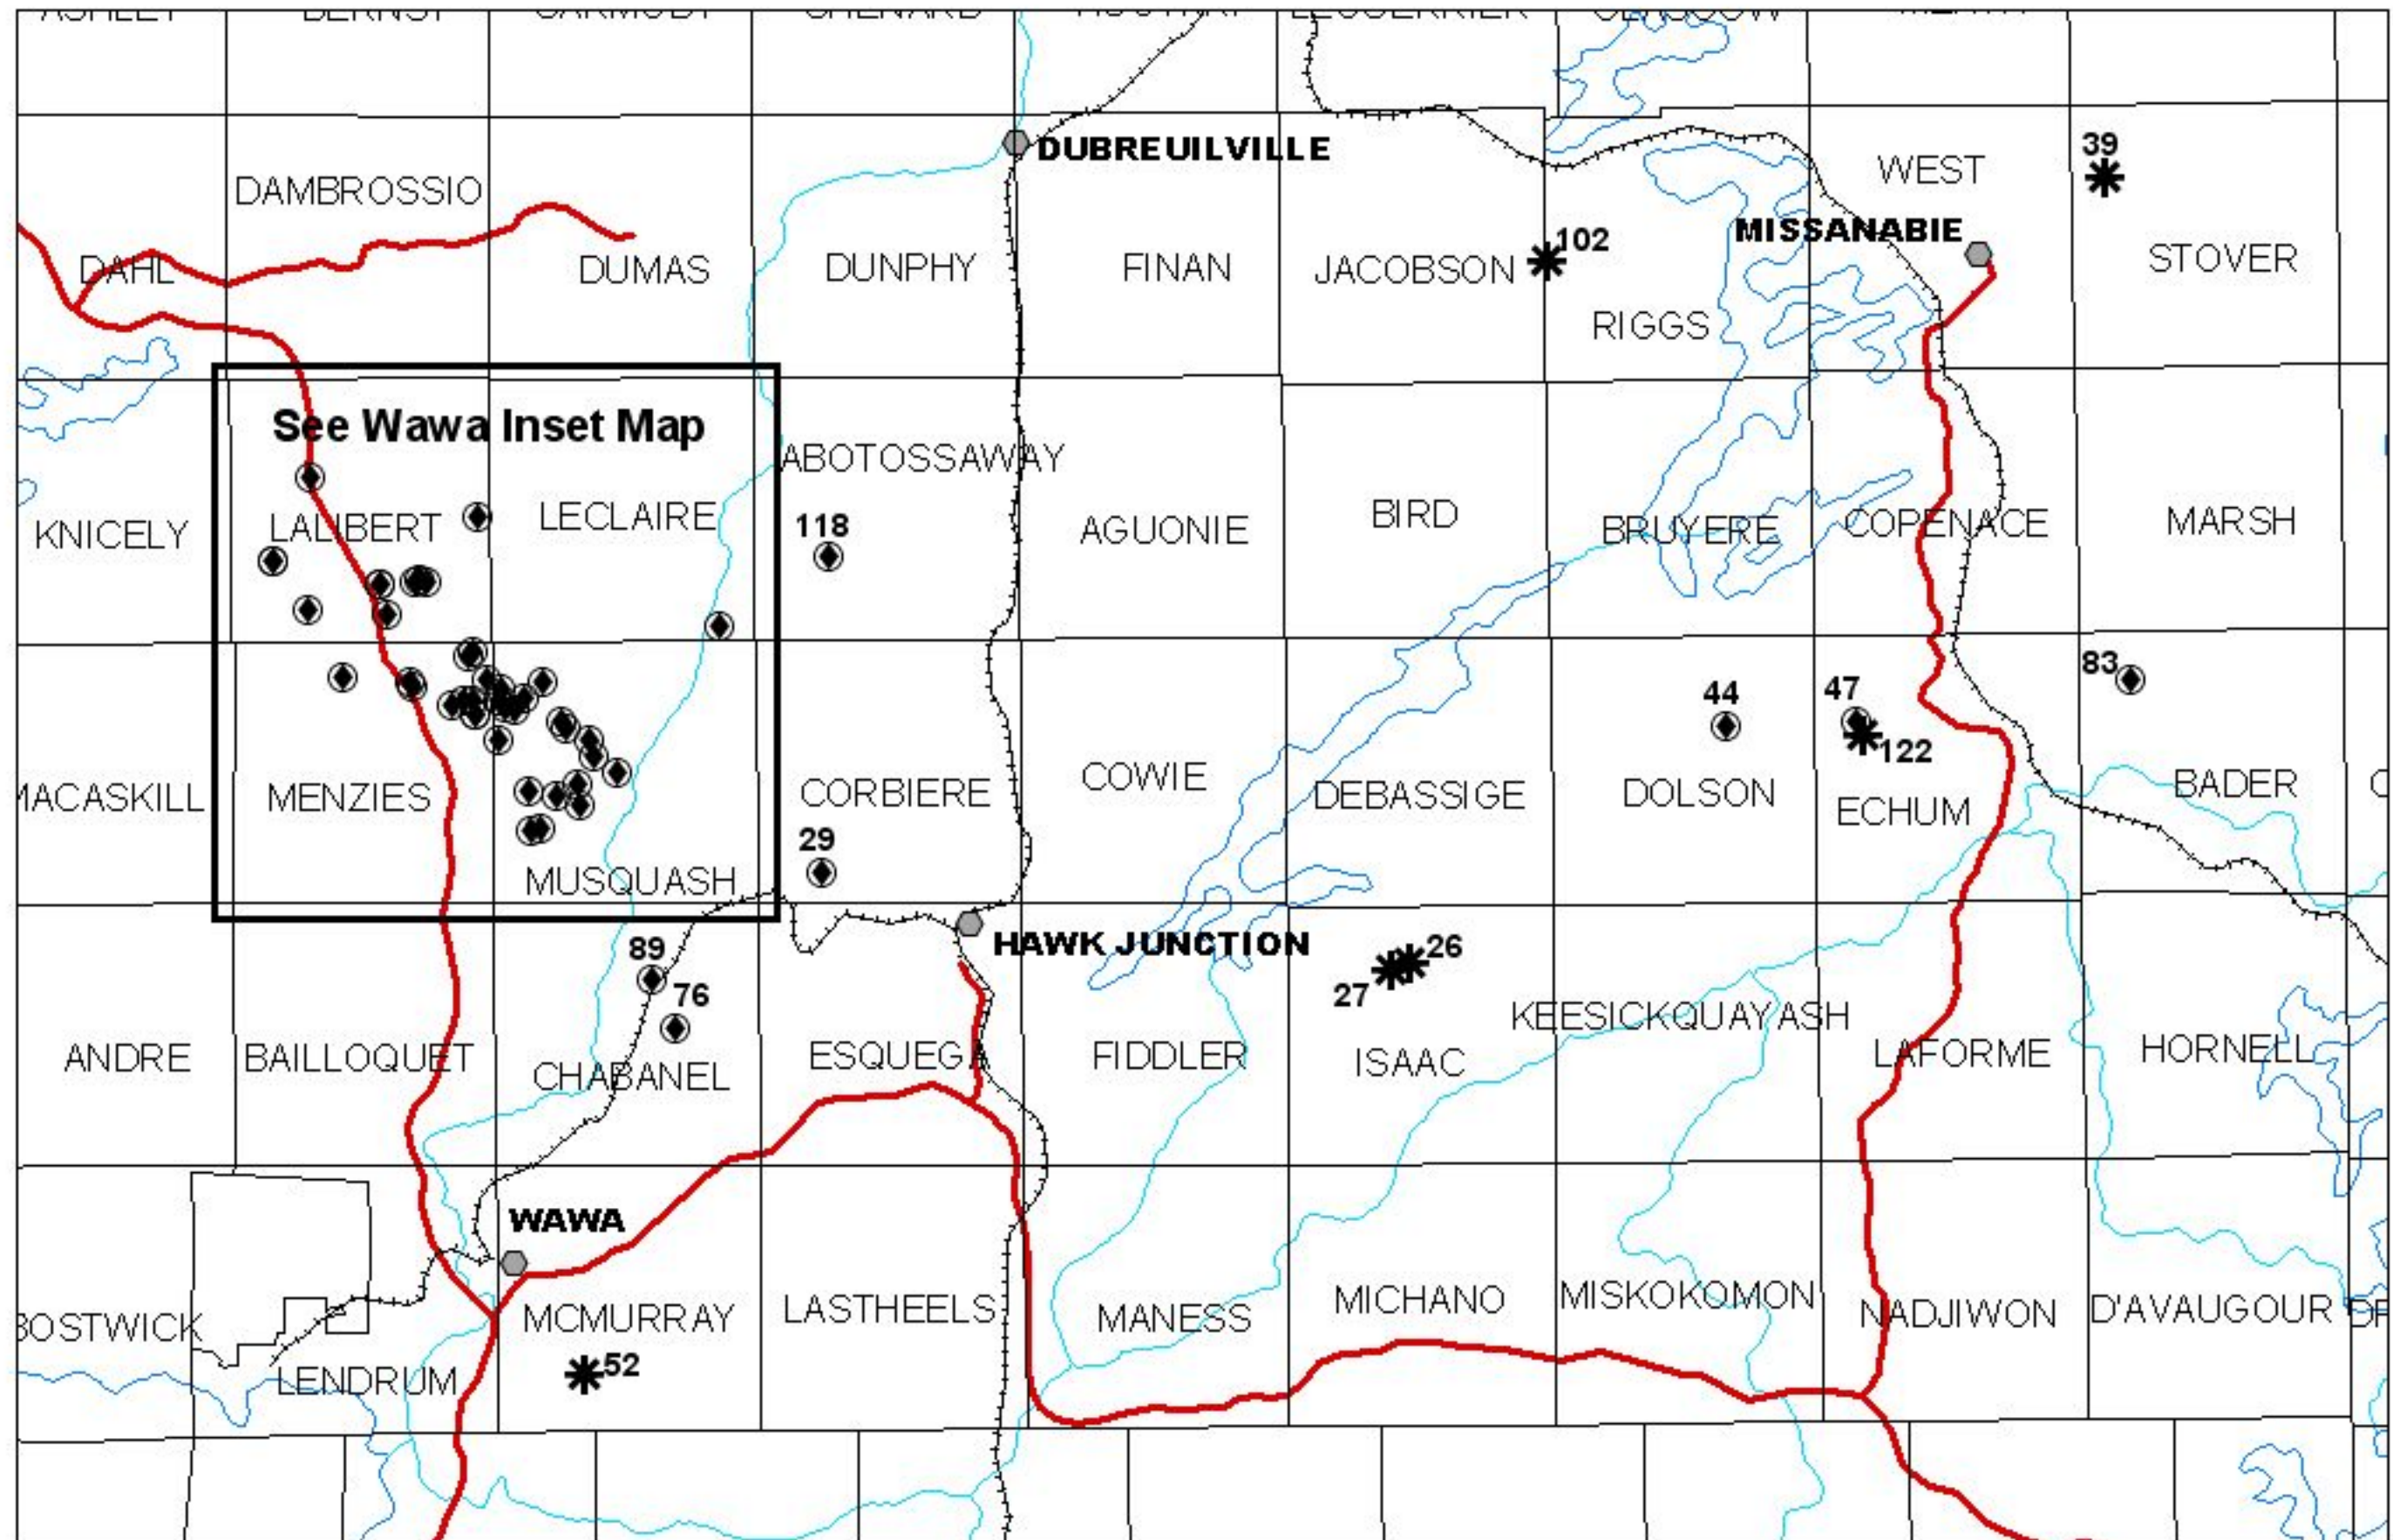 DUBREUILVILLE
39
WEST
DAMBROSSIO
MISSANABIE
102
DAHL
DUMAS
DUNPHY
FINAN
JACOBSON
STOVER
RIGGS
See Wawa Inset Map
ABOTOSSAWAY
LALIBERT
LECLAIRE
118
KNICELY
AGUONIE
BIRD
BRUYERE
COPENACE
MARSH
83
44
47
122
MENZIES
CORBIERE
COWIE
DEBASSIGE
DOLSON
ECHUM
BADER
29
MUSQUASH
HAWK JUNCTION
89
76
26
27
KEESICKQUAYASH
ANDRE
BAILLOQUET
CHABANEL
ESQUEGA
FIDDLER
ISAAC
LAFORME
HORNELL
WAWA
MCMURRAY
LASTHEELS
MANESS
MICHANO
MISKOKOMON
NADJIWON
D'AVAUGOUR
LENDRUM
52